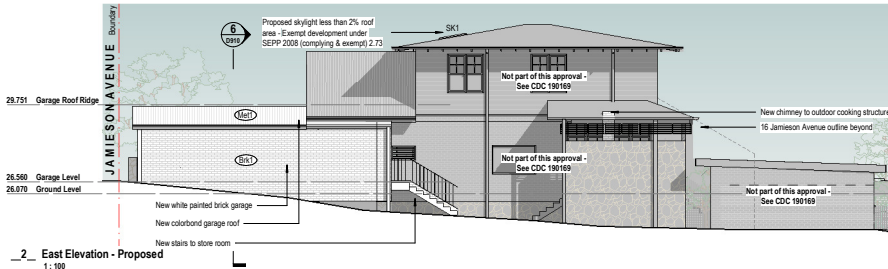 JAMIESON AVENUE
Boundary
6
D910
Proposed skylight less than 2% roof
area - Exempt development under
SEPP 2008 (complying & exempt) 2.73
SK1
Not part of this approval -
See CDC 190169
29.751 Garage Roof Ridge
Met1
New chimney to outdoor cooking structure
16 Jamieson Avenue outline beyond
Brk1
Not part of this approval -
See CDC 190169
26.560 Garage Level
26.070 Ground Level
Not part of this approval -
See CDC 190169
New white painted brick garage
New colorbond garage roof
New stairs to store room
2 East Elevation - Proposed
1 : 100